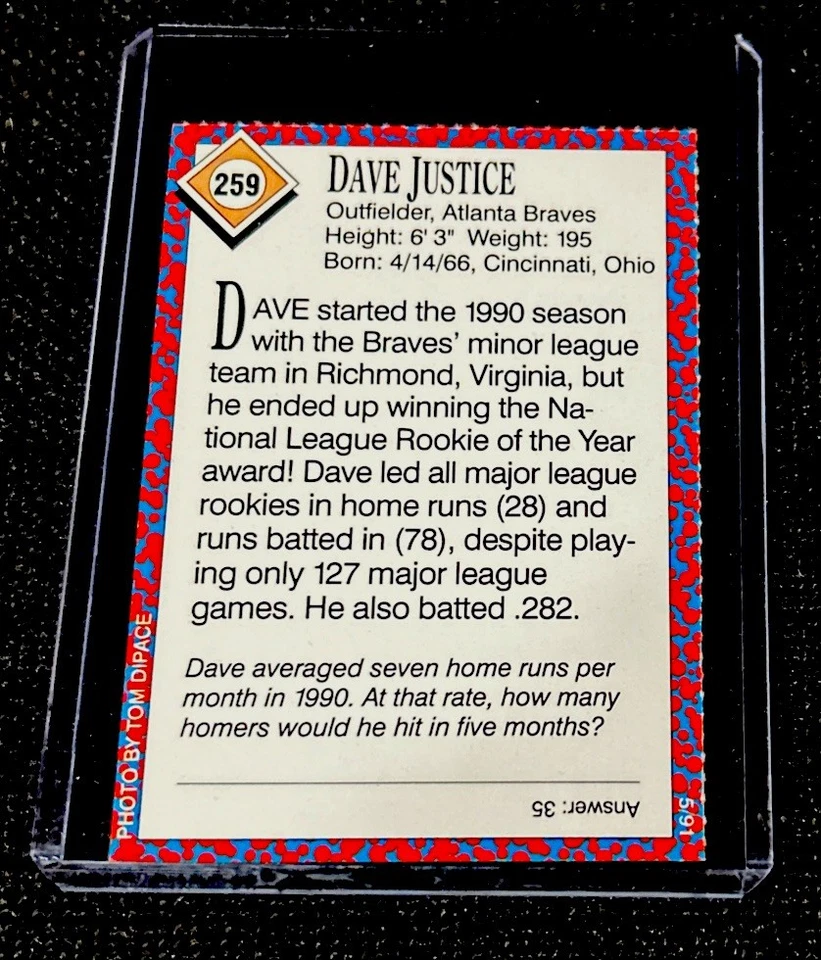 259
DAVE JUSTICE
Outfielder, Atlanta Braves
Height: 6' 3" Weight: 195
Born: 4/14/66, Cincinnati, Ohio
DAVE started the 1990 season
with the Braves' minor league
team in Richmond, Virginia, but
he ended up winning the Na-
tional League Rookie of the Year
award! Dave led all major league
rookies in home runs (28) and
runs batted in (78), despite play-
ing only 127 major league
games. He also batted .282.
Dave averaged seven home runs per
month in 1990. At that rate, how many
homers would he hit in five months?
Answer: 35
PHOTO BY TOM DIPACE
5/91